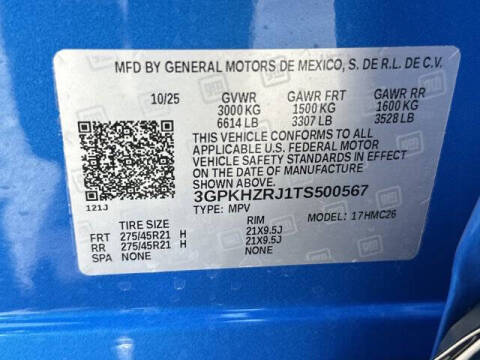 MFD BY GENERAL MOTORS DE MEXICO, S. DE R.L. DE C.V.
10/25 GVWR GAWR FRT GAWR RR
3000 KG 1500 KG 1600 KG
6614 LB 3307 LB 3528 LB
THIS VEHICLE CONFORMS TO ALL
APPLICABLE U.S. FEDERAL MOTOR
VEHICLE SAFETY STANDARDS IN EFFECT
ON THE DATE OF MANUFACTURE SHOWN ABOVE.
3GPKHZRJ1TS500567
121J TYPE: MPV MODEL: 17HMC26
TIRE SIZE RIM
FRT 275/45R21 H 21X9.5J
RR 275/45R21 H 21X9.5J
SPA NONE NONE